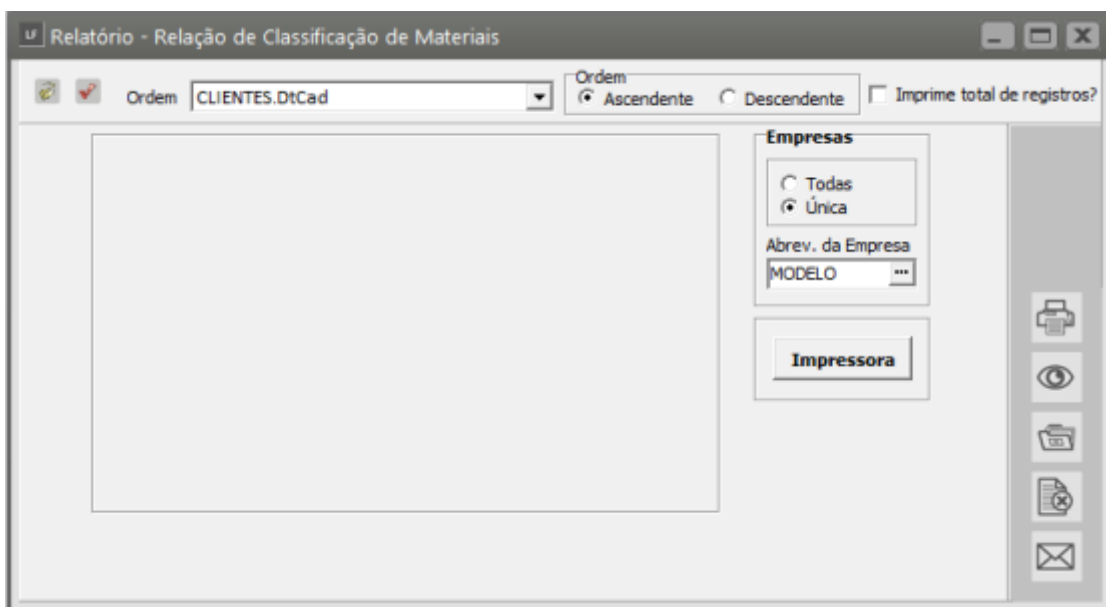 LF Relatório - Relação de Classificação de Materiais
Ordem CLIENTES.DtCad
Ordem
Ascendente Descendente
Imprime total de registros?
Empresas
Todas
Única
Abrev. da Empresa
MODELO ...
Impressora